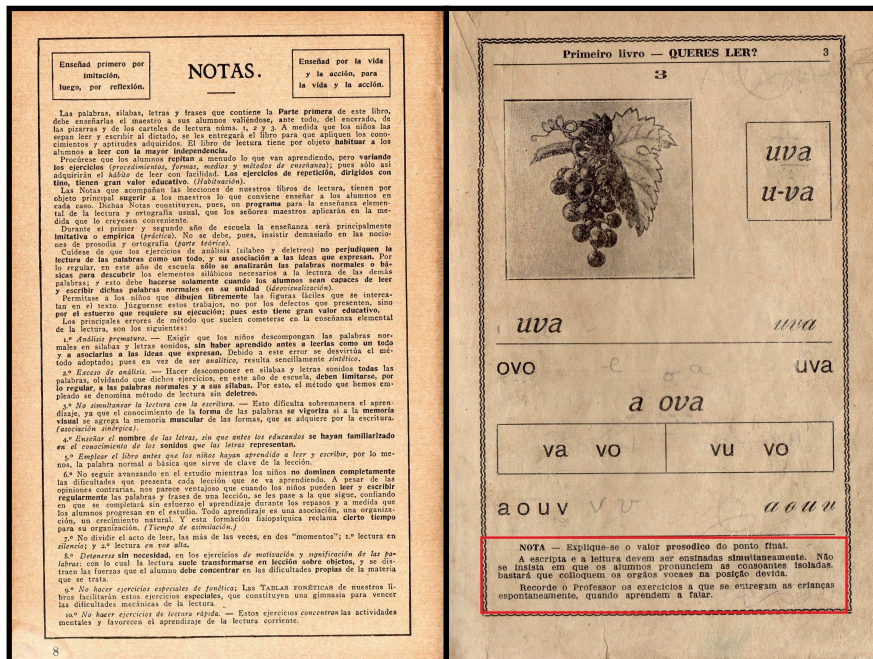 Enseñad primero por
imitación,
luego, por reflexión.
NOTAS.
Enseñad por la vida
y la acción, para
la vida y la acción.
Las palabras, silabas, letras y frases que contiene la Parte primera de este libro,
debe enseñarlas el maestro a sus alumnos valiéndose, ante todo, del encerado, de
las pizarras y de los carteles de lectura núms. 1, 2 y 3. A medida que los niños las
sepan leer y escribir al dictado, se les entregará el libro para que apliquen los cono-
cimientos y aptitudes adquiridos. El libro de lectura tiene por objeto habituar a los
alumnos a leer con la mayor independencia.
Procúrese que los alumnos repitan a menudo lo que van aprendiendo, pero variando
los ejercicios (procedimientos, formas, medios y métodos de enseñanza); pues sólo así
adquirirán el hábito de leer con facilidad. Los ejercicios de repetición, dirigidos con
tino, tienen gran valor educativo. (Habituación).
Las Notas que acompañan las lecciones de nuestros libros de lectura, tienen por
objeto principal sugerir a los maestros lo que conviene enseñar a los alumnos en
cada caso. Dichas Notas constituyen, pues, un programa para la enseñanza elemen-
tal de la lectura y ortografía usual, que los señores maestros aplicarán en la me-
dida que lo creyesen conveniente.
Durante el primer y segundo año de escuela la enseñanza será principalmente
imitativa o empírica (práctica). No se debe, pues, insistir demasiado en las nocio-
nes de prosodia y ortografía (parte teórica).
Cuídese de que los ejercicios de análisis (silabeo y deletreo) no perjudiquen la
lectura de las palabras como un todo, y su asociación a las ideas que expresan. Por
lo regular, en este año de escuela sólo se analizarán las palabras normales o bá-
sicas para descubrir los elementos silábicos necesarios a la lectura de las demás
palabras; y esto debe hacerse solamente cuando los alumnos sean capaces de leer
y escribir dichas palabras normales en su unidad (ideovisualización).
Permitase a los niños que dibujen libremente las figuras fáciles que se interca-
lan en el texto. Júzguense estos trabajos, no por los defectos que presenten, sino
por el esfuerzo que requiere su ejecución; pues esto tiene gran valor educativo.
Los principales errores de método que suelen cometerse en la enseñanza elemental
de la lectura, son los siguientes:
1.º Análisis prematuro. — Exigir que los niños descompongan las palabras nor-
males en silabas y letras sonidos, sin haber aprendido antes a leerlas como un todo
y a asociarlas a las ideas que expresan. Debido a este error se desvirtúa el mé-
todo adoptado; pues en vez de ser analítico, resulta sencillamente sintético.
2.º Exceso de análisis. — Hacer descomponer en silabas y letras sonidos todas las
palabras, olvidando que dichos ejercicios, en este año de escuela, deben limitarse, por
lo regular, a las palabras normales y a sus silabas. Por esto, el método que hemos em-
pleado se denomina método de lectura sin deletreo.
3.º No simultanear la lectura con la escritura. — Esto dificulta sobremanera el apren-
dizaje, ya que el conocimiento de la forma de las palabras se vigoriza si a la memoria
visual se agrega la memoria muscular de las formas, que se adquiere por la escritura.
(asociación sinérgica).
4.º Enseñar el nombre de las letras, sin que antes los educandos se hayan familiarizado
en el conocimiento de los sonidos que las letras representan.
5.º Emplear el libro antes que los niños hayan aprendido a leer y escribir, por lo me-
nos, la palabra normal o básica que sirve de clave de la lección.
6.º No seguir avanzando en el estudio mientras los niños no dominen completamente
las dificultades que presenta cada lección que se va aprendiendo. A pesar de las
opiniones contrarias, nos parece ventajoso que cuando los niños pueden leer y escribir
regularmente las palabras y frases de una lección, se les pase a la que sigue, confiando
en que se completará sin esfuerzo el aprendizaje durante los repasos y a medida que
los alumnos progresan en el estudio. Todo aprendizaje es una asociación, una organiza-
ción, un crecimiento natural. Y esta formación fisiopsíquica reclama cierto tiempo
para su organización. (Tiempo de asimilación.)
7.º No dividir el acto de leer, las más de las veces, en dos "momentos"; 1.º lectura en
silencio; y 2.º lectura en voz alta.
8.º Detenerse sin necesidad, en los ejercicios de motivación y significación de las pa-
labras: con lo cual la lectura suele transformarse en lección sobre objetos, y se dis-
traen las fuerzas que el alumno debe concentrar en las dificultades propias de la materia
que se trata.
9.º No hacer ejercicios especiales de fonética; Las TABLAS FONÉTICAS de nuestros li-
bros facilitarán estos ejercicios especiales, que constituyen una gimnasia para vencer
las dificultades mecánicas de la lectura.
10.º No hacer ejercicios de lectura rápida. — Estos ejercicios concentran las actividades
mentales y favorecen el aprendizaje de la lectura corriente.
8
Primeiro livro — QUERES LER? 3
3
uva
u-va
uva uva
ovo uva
a ova
va vo vu vo
a o u v v v a o u v
NOTA — Explique-se o valor prosodico do ponto final.
A escripta e a leitura devem ser ensinadas simultaneamente. Não
se insista em que os alumnos pronunciem as consoantes isoladas.
bastará que colloquem os orgãos vocaes na posição devida.
Recorde o Professor os exercicios a que se entregam as crianças
espontaneamente, quando aprendem a falar.